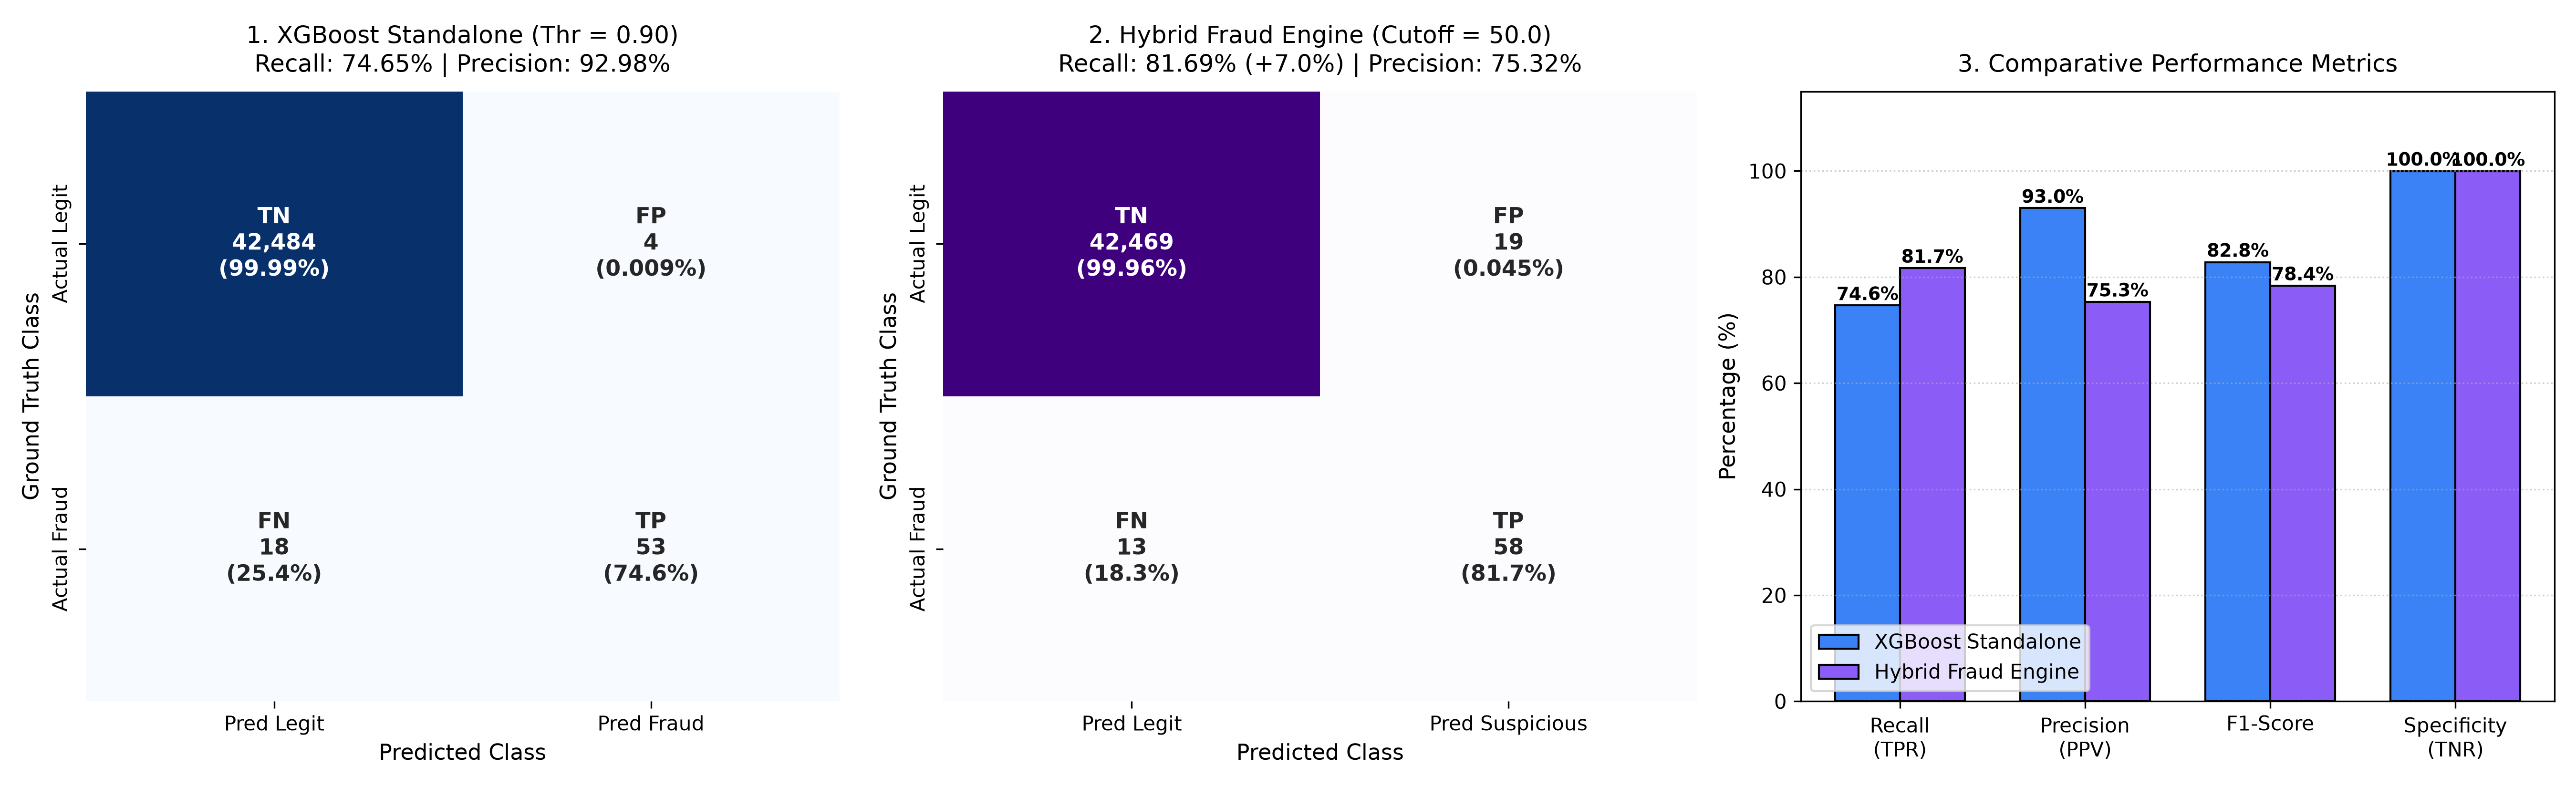 1. XGBoost Standalone (Thr = 0.90)
Recall: 74.65% | Precision: 92.98%
Ground Truth Class
Actual Legit
Actual Fraud
TN
42,484
(99.99%)
FP
4
(0.009%)
FN
18
(25.4%)
TP
53
(74.6%)
Pred Legit
Pred Fraud
Predicted Class
2. Hybrid Fraud Engine (Cutoff = 50.0)
Recall: 81.69% (+7.0%) | Precision: 75.32%
Ground Truth Class
Actual Legit
Actual Fraud
TN
42,469
(99.96%)
FP
19
(0.045%)
FN
13
(18.3%)
TP
58
(81.7%)
Pred Legit
Pred Suspicious
Predicted Class
3. Comparative Performance Metrics
Percentage (%)
100
80
60
40
20
0
74.6%
81.7%
93.0%
75.3%
82.8%
78.4%
100.0%
100.0%
XGBoost Standalone
Hybrid Fraud Engine
Recall
(TPR)
Precision
(PPV)
F1-Score
Specificity
(TNR)